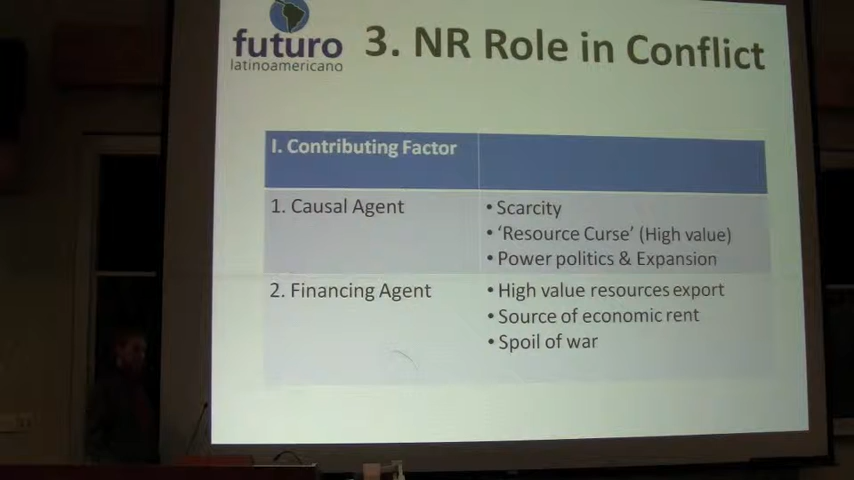 futuro
latinoamericano
3. NR Role in Conflict
I. Contributing Factor
1. Causal Agent
• Scarcity
• ‘Resource Curse’ (High value)
• Power politics & Expansion
2. Financing Agent
• High value resources export
• Source of economic rent
• Spoil of war